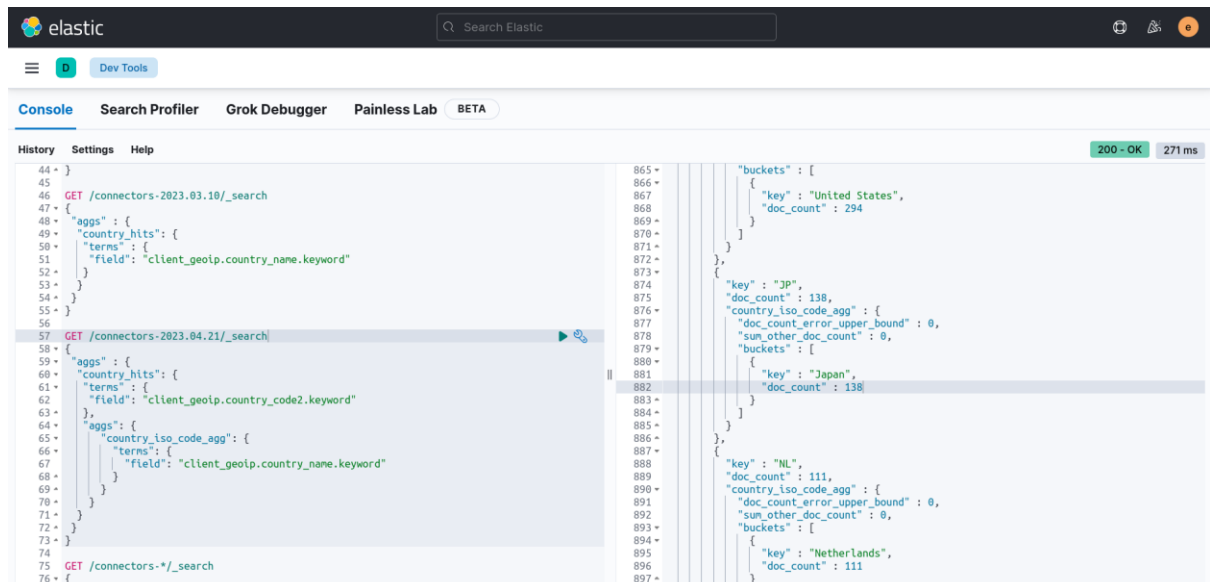 elastic
Search Elastic
e
D
Dev Tools
Console Search Profiler Grok Debugger Painless Lab BETA
History Settings Help
200 - OK 271 ms
44 }
45
46 GET /connectors-2023.03.10/_search
47 {
48 "aggs" : {
49 "country_hits": {
50 "terms" : {
51 "field": "client_geoip.country_name.keyword"
52 }
53 }
54 }
55 }
56
57 GET /connectors-2023.04.21/_search
58 {
59 "aggs" : {
60 "country_hits": {
61 "terms" : {
62 "field": "client_geoip.country_code2.keyword"
63 },
64 "aggs": {
65 "country_iso_code_agg": {
66 "terms": {
67 "field": "client_geoip.country_name.keyword"
68 }
69 }
70 }
71 }
72 }
73 }
74
75 GET /connectors-*/_search
76 {
865 "buckets" : [
866 {
867 "key" : "United States",
868 "doc_count" : 294
869 }
870 ]
871 }
872 },
873 {
874 "key" : "JP",
875 "doc_count" : 138,
876 "country_iso_code_agg" : {
877 "doc_count_error_upper_bound" : 0,
878 "sum_other_doc_count" : 0,
879 "buckets" : [
880 {
881 "key" : "Japan",
882 "doc_count" : 138
883 }
884 ]
885 }
886 },
887 {
888 "key" : "NL",
889 "doc_count" : 111,
890 "country_iso_code_agg" : {
891 "doc_count_error_upper_bound" : 0,
892 "sum_other_doc_count" : 0,
893 "buckets" : [
894 {
895 "key" : "Netherlands",
896 "doc_count" : 111
897 }